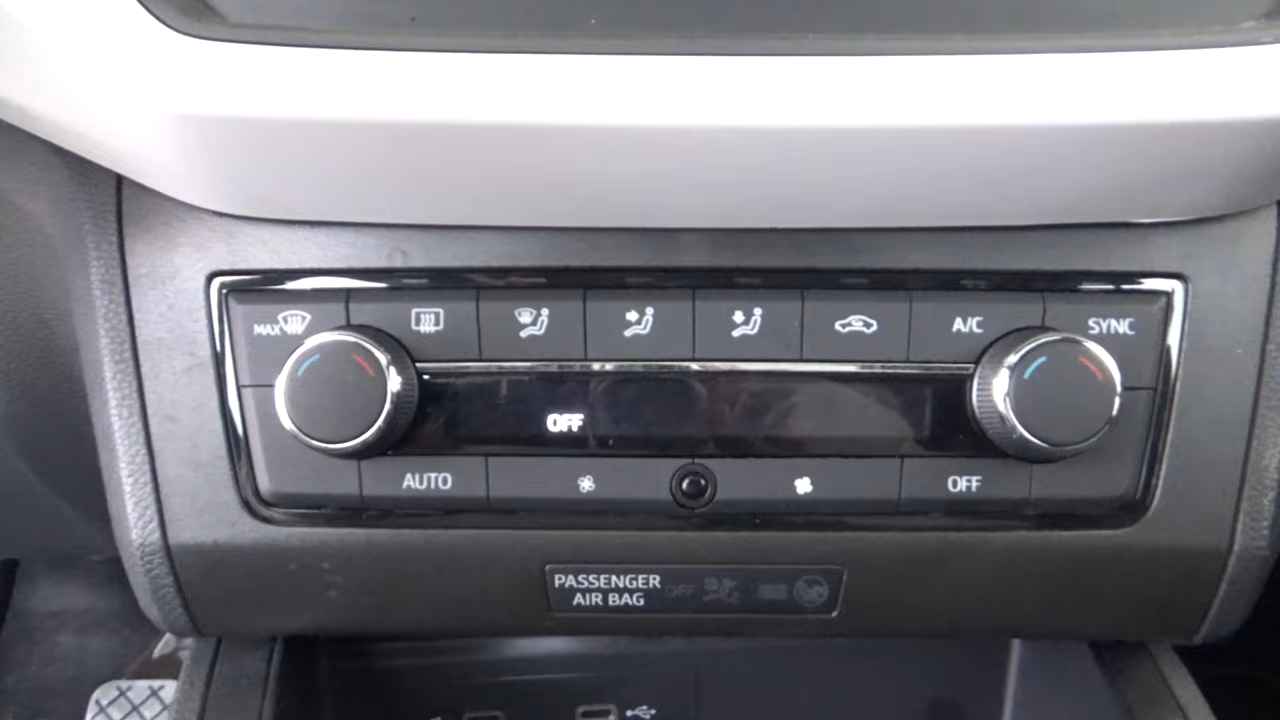 MAX
A/C
SYNC
OFF
AUTO
OFF
PASSENGER
AIR BAG
OFF